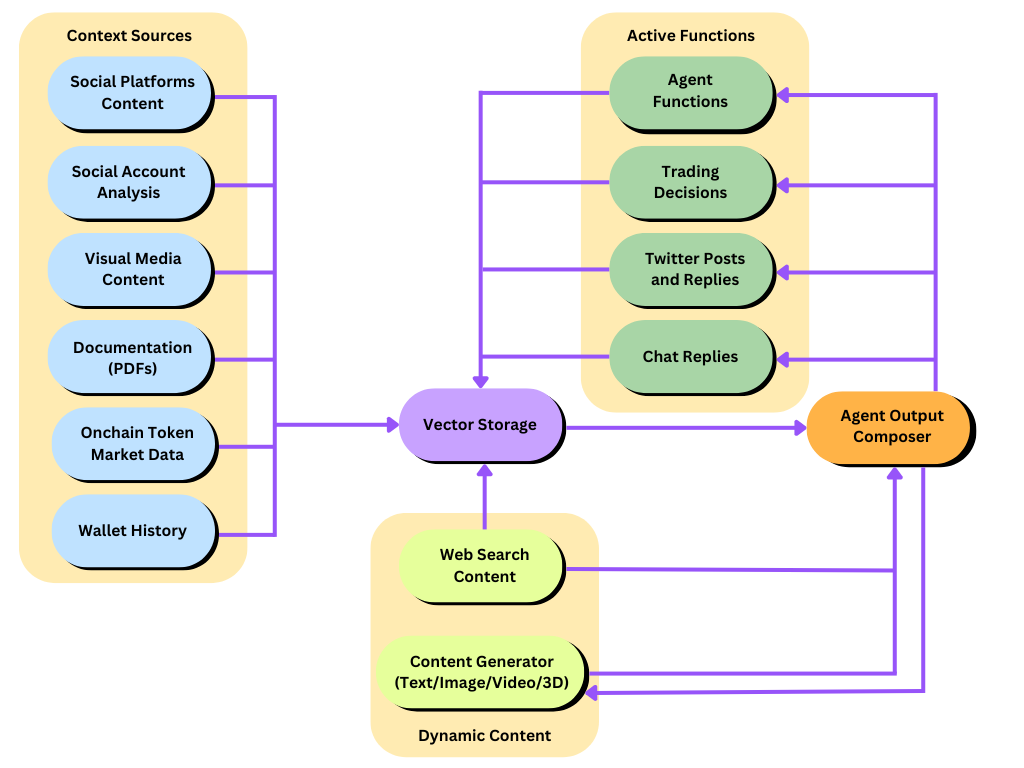 Context Sources
Social Platforms
Content
Social Account
Analysis
Visual Media
Content
Documentation
(PDFs)
Onchain Token
Market Data
Wallet History
Active Functions
Agent
Functions
Trading
Decisions
Twitter Posts
and Replies
Chat Replies
Vector Storage
Agent Output
Composer
Web Search
Content
Content Generator
(Text/Image/Video/3D)
Dynamic Content